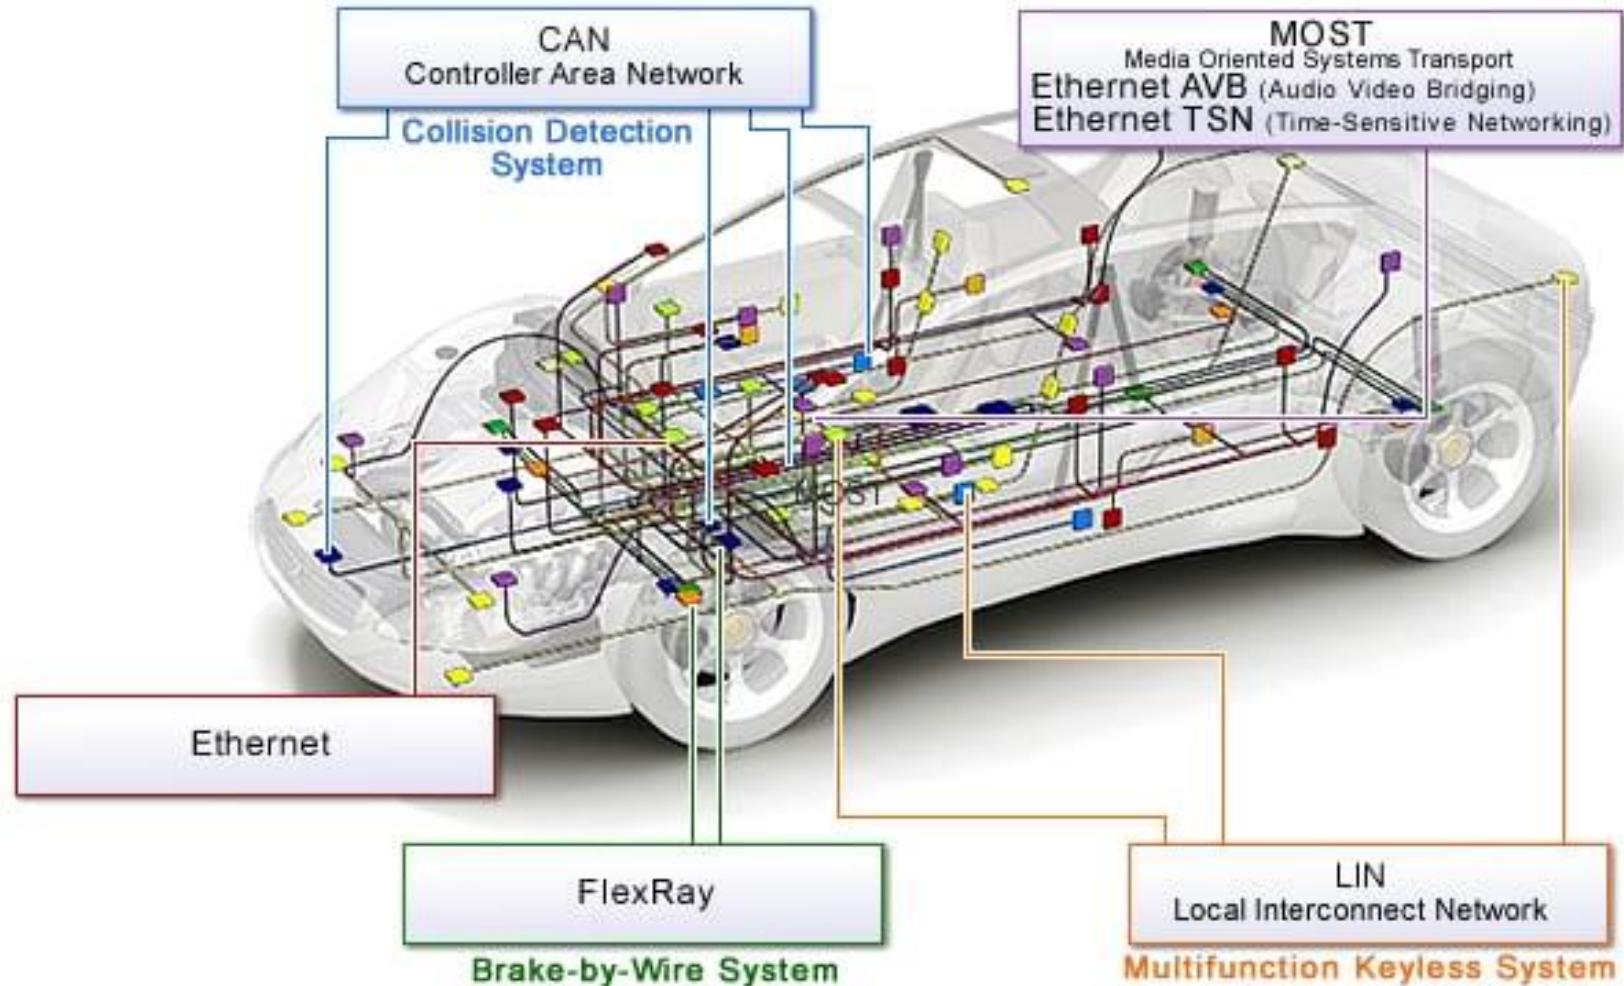 CAN
Controller Area Network
Collision Detection
System
MOST
Media Oriented Systems Transport
Ethernet AVB (Audio Video Bridging)
Ethernet TSN (Time-Sensitive Networking)
MOST
Ethernet
FlexRay
Brake-by-Wire System
LIN
Local Interconnect Network
Multifunction Keyless System